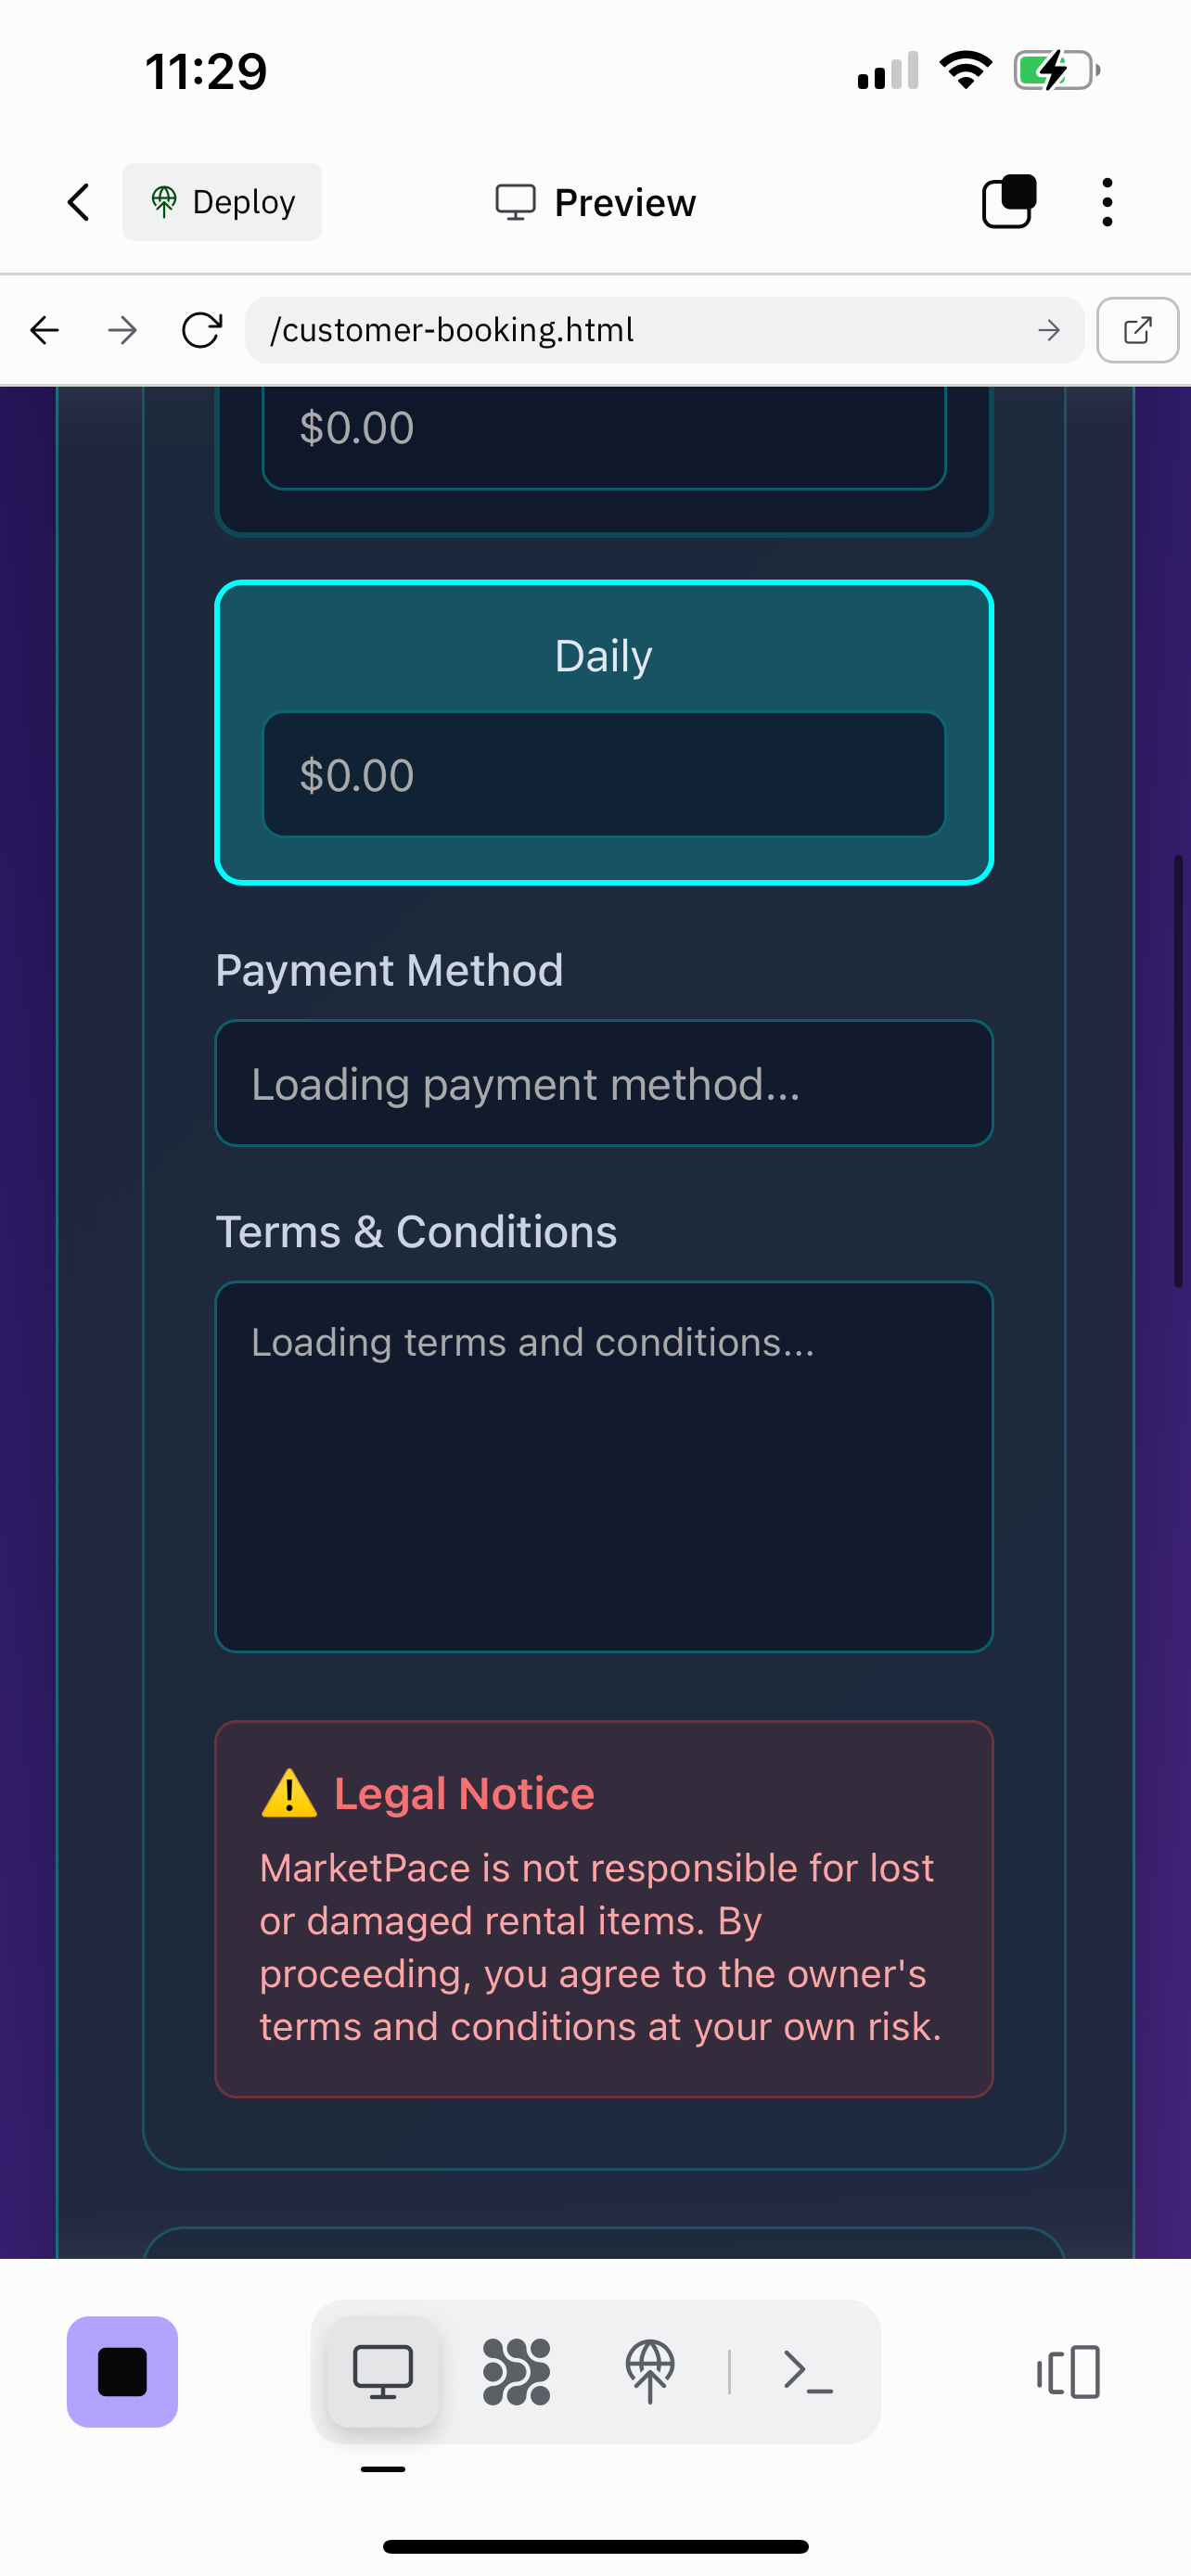 11:29
Deploy
Preview
/customer-booking.html
$0.00
Daily
$0.00
Payment Method
Loading payment method...
Terms & Conditions
Loading terms and conditions...
⚠️ Legal Notice
MarketPace is not responsible for lost
or damaged rental items. By
proceeding, you agree to the owner's
terms and conditions at your own risk.